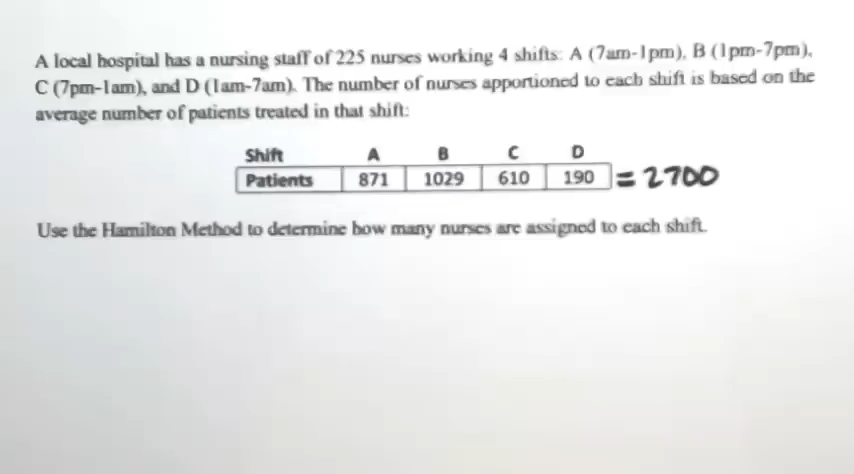 A local hospital has a nursing staff of 225 nurses working 4 shifts: A (7am-1pm), B (1pm-7pm),
C (7pm-1am), and D (1am-7am). The number of nurses apportioned to each shift is based on the
average number of patients treated in that shift:
Shift A B C D
Patients 871 1029 610 190 = 2700
Use the Hamilton Method to determine how many nurses are assigned to each shift.